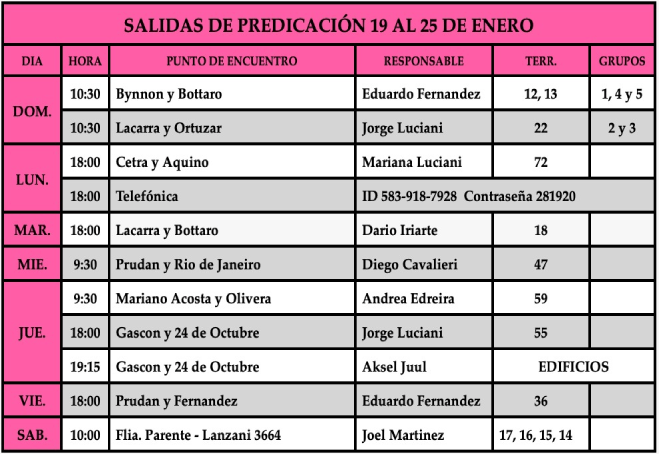 SALIDAS DE PREDICACIÓN 19 AL 25 DE ENERO
DIA HORA PUNTO DE ENCUENTRO RESPONSABLE TERR. GRUPOS
DOM. 10:30 Bynnon y Bottaro Eduardo Fernandez 12, 13 1, 4 y 5
10:30 Lacarra y Ortuzar Jorge Luciani 22 2 y 3
LUN. 18:00 Cetra y Aquino Mariana Luciani 72
18:00 Telefónica ID 583-918-7928 Contraseña 281920
MAR. 18:00 Lacarra y Bottaro Dario Iriarte 18
MIE. 9:30 Prudan y Rio de Janeiro Diego Cavalieri 47
JUE. 9:30 Mariano Acosta y Olivera Andrea Edreira 59
18:00 Gascon y 24 de Octubre Jorge Luciani 55
19:15 Gascon y 24 de Octubre Aksel Juul EDIFICIOS
VIE. 18:00 Prudan y Fernandez Eduardo Fernandez 36
SAB. 10:00 Flia. Parente - Lanzani 3664 Joel Martinez 17, 16, 15, 14